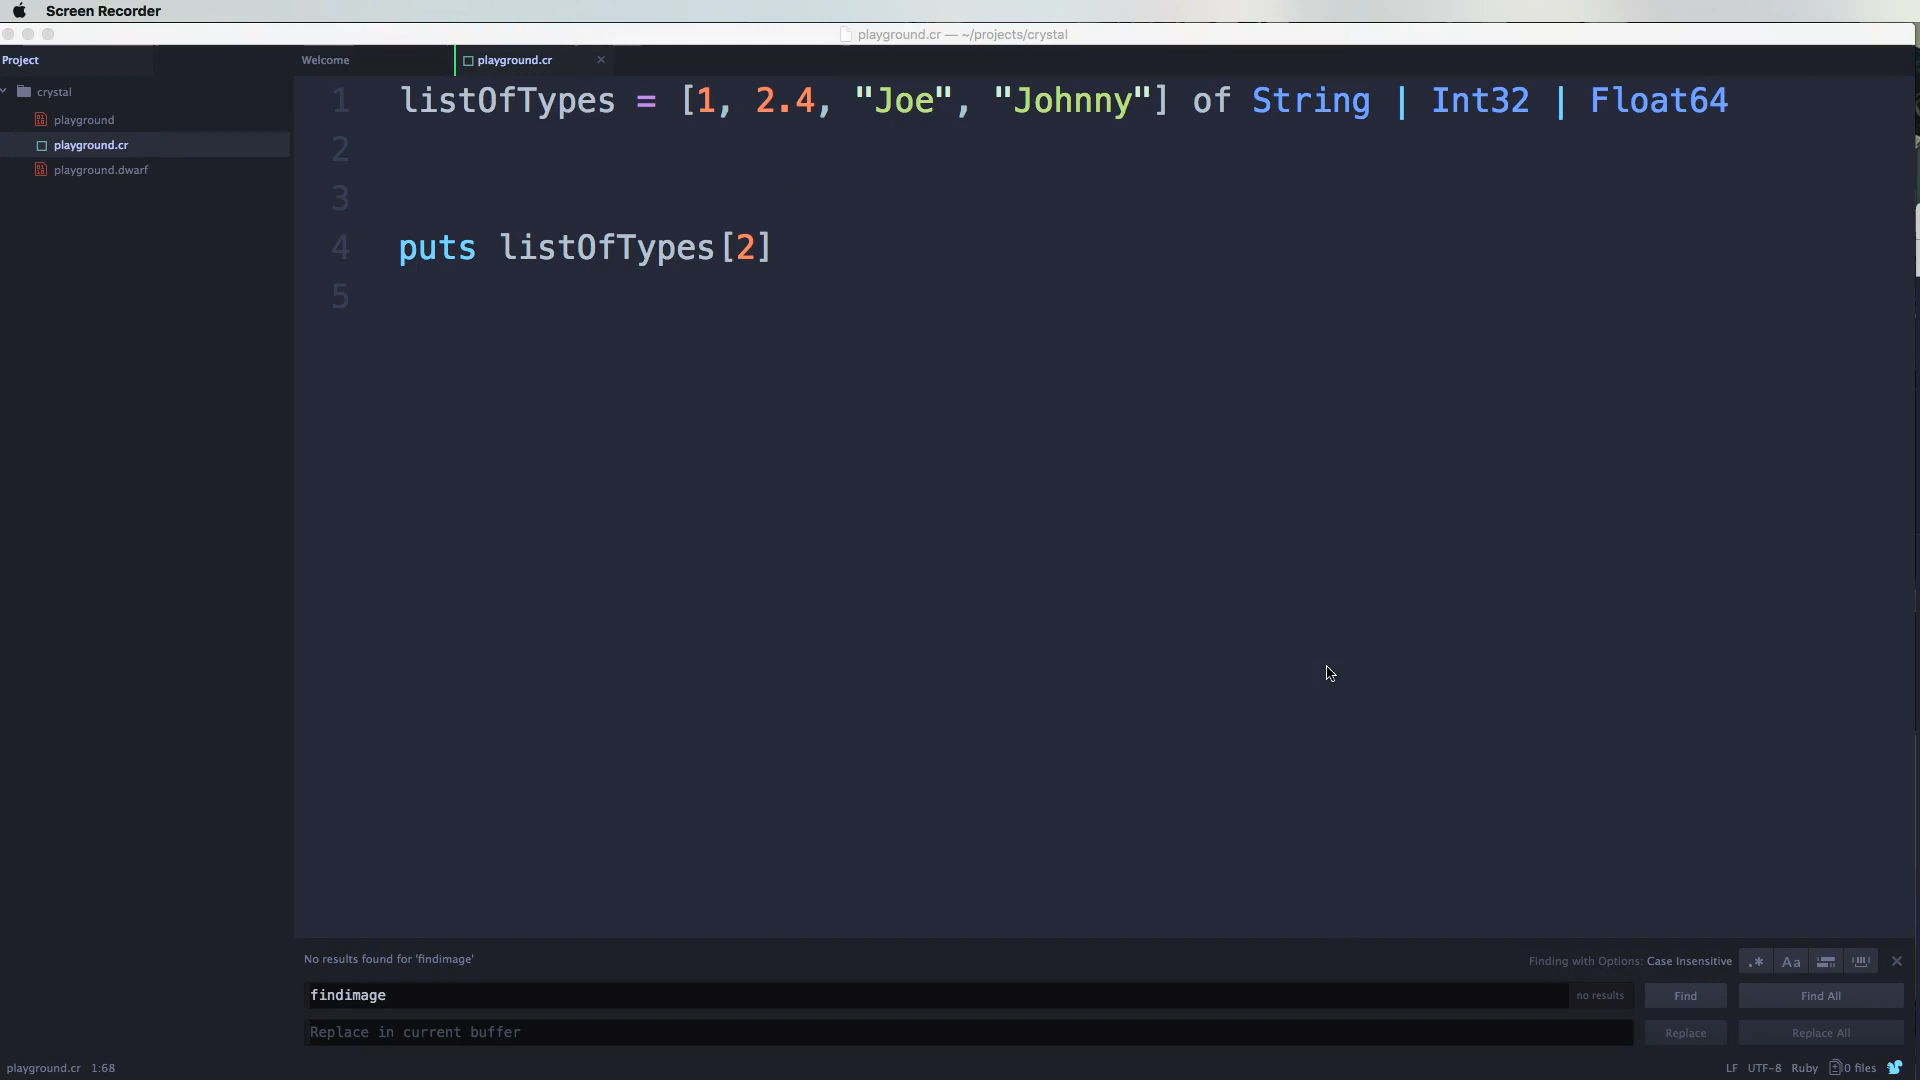 Screen Recorder
playground.cr — ~/projects/crystal
Project
Welcome
playground.cr
crystal
playground
playground.cr
playground.dwarf
1 listOfTypes = [1, 2.4, "Joe", "Johnny"] of String | Int32 | Float64
2
3
4 puts listOfTypes[2]
5
No results found for 'findimage'
Finding with Options: Case Insensitive
.* Aa
findimage
no results
Find
Find All
Replace in current buffer
Replace
Replace All
playground.cr 1:68
LF UTF-8 Ruby 0 files